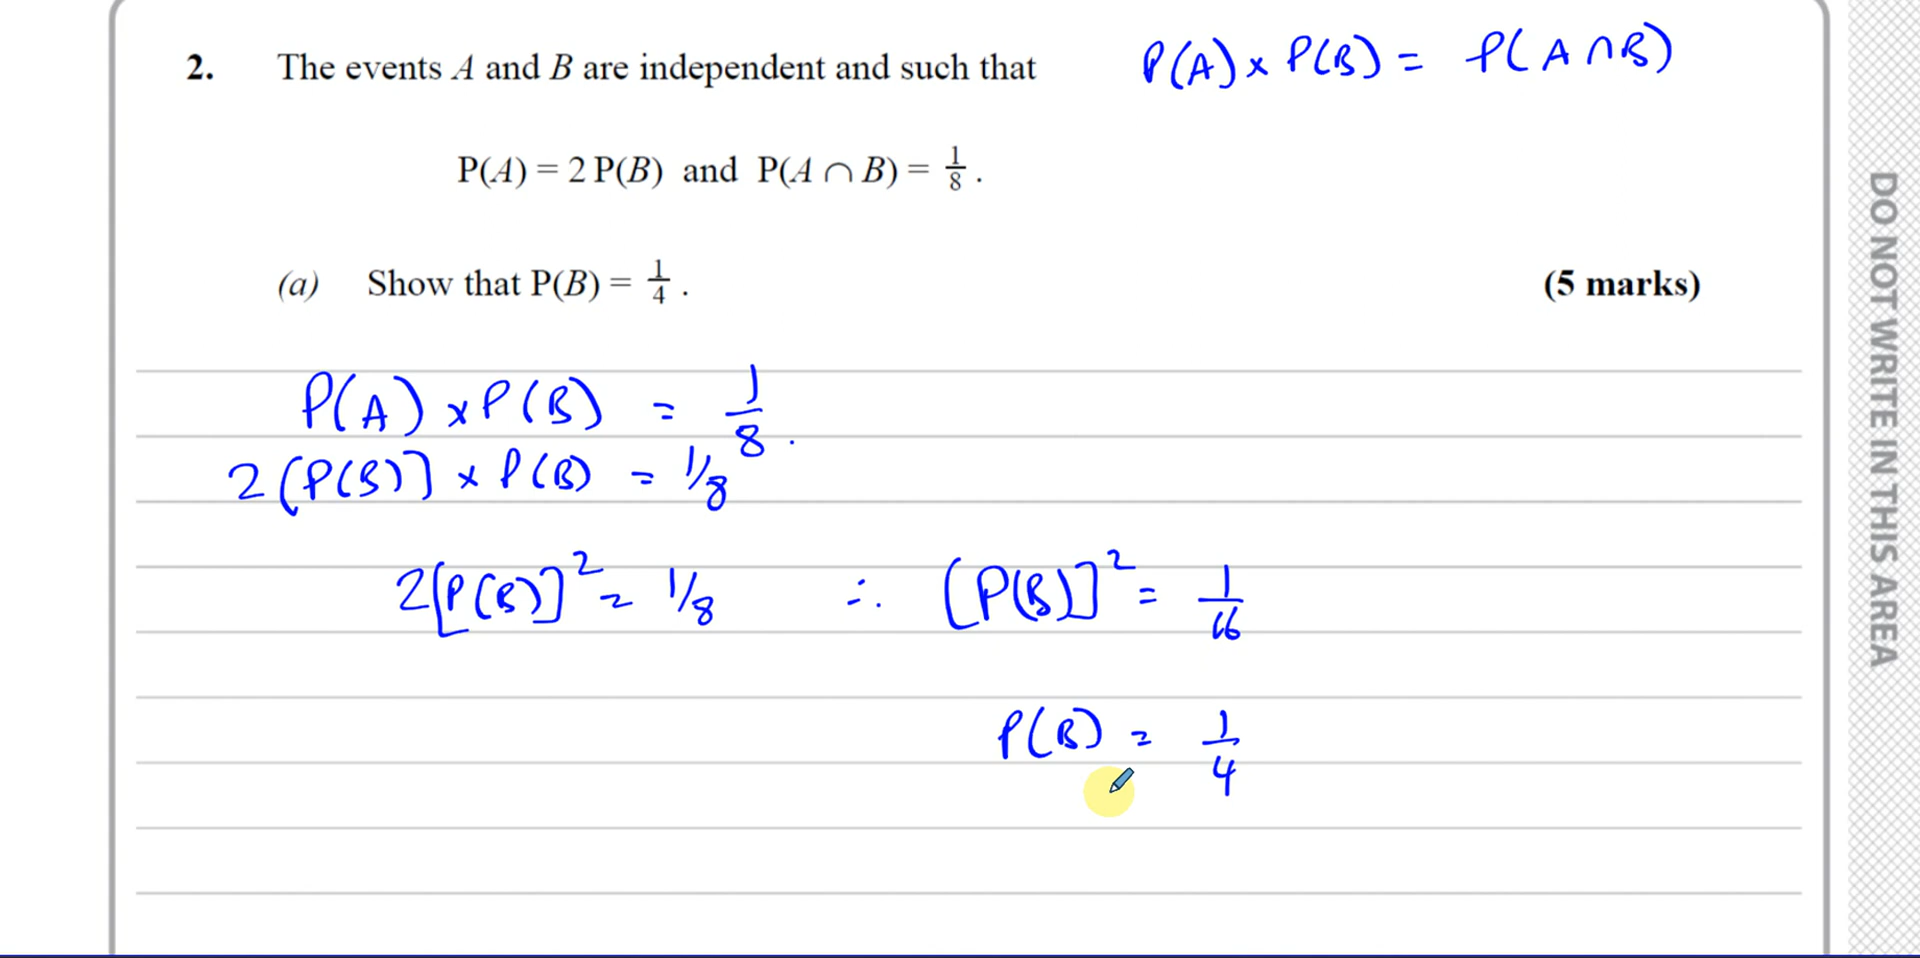 2. The events A and B are independent and such that P(A) x P(B) = P(A ∩ B)
P(A) = 2 P(B) and P(A ∩ B) = 1/8 .
(a) Show that P(B) = 1/4 . (5 marks)
P(A) x P(B) = 1/8 .
2(P(B)] x P(B) = 1/8
2[P(B)]² = 1/8 ∴ [P(B)]² = 1/16
P(B) = 1/4
DO NOT WRITE IN THIS AREA